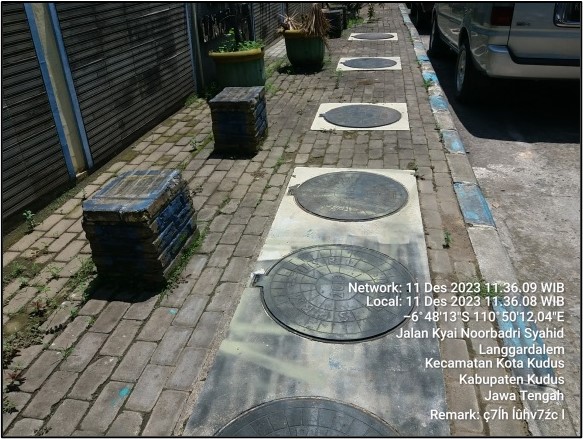 Network: 11 Des 2023 11.36.09 WIB
Local: 11 Des 2023 11.36.08 WIB
-6°48'13"S 110°50'12,04"E
Jalan Kyai Noorbadri Syahid
Langgardalem
Kecamatan Kota Kudus
Kabupaten Kudus
Jawa Tengah
Remark: